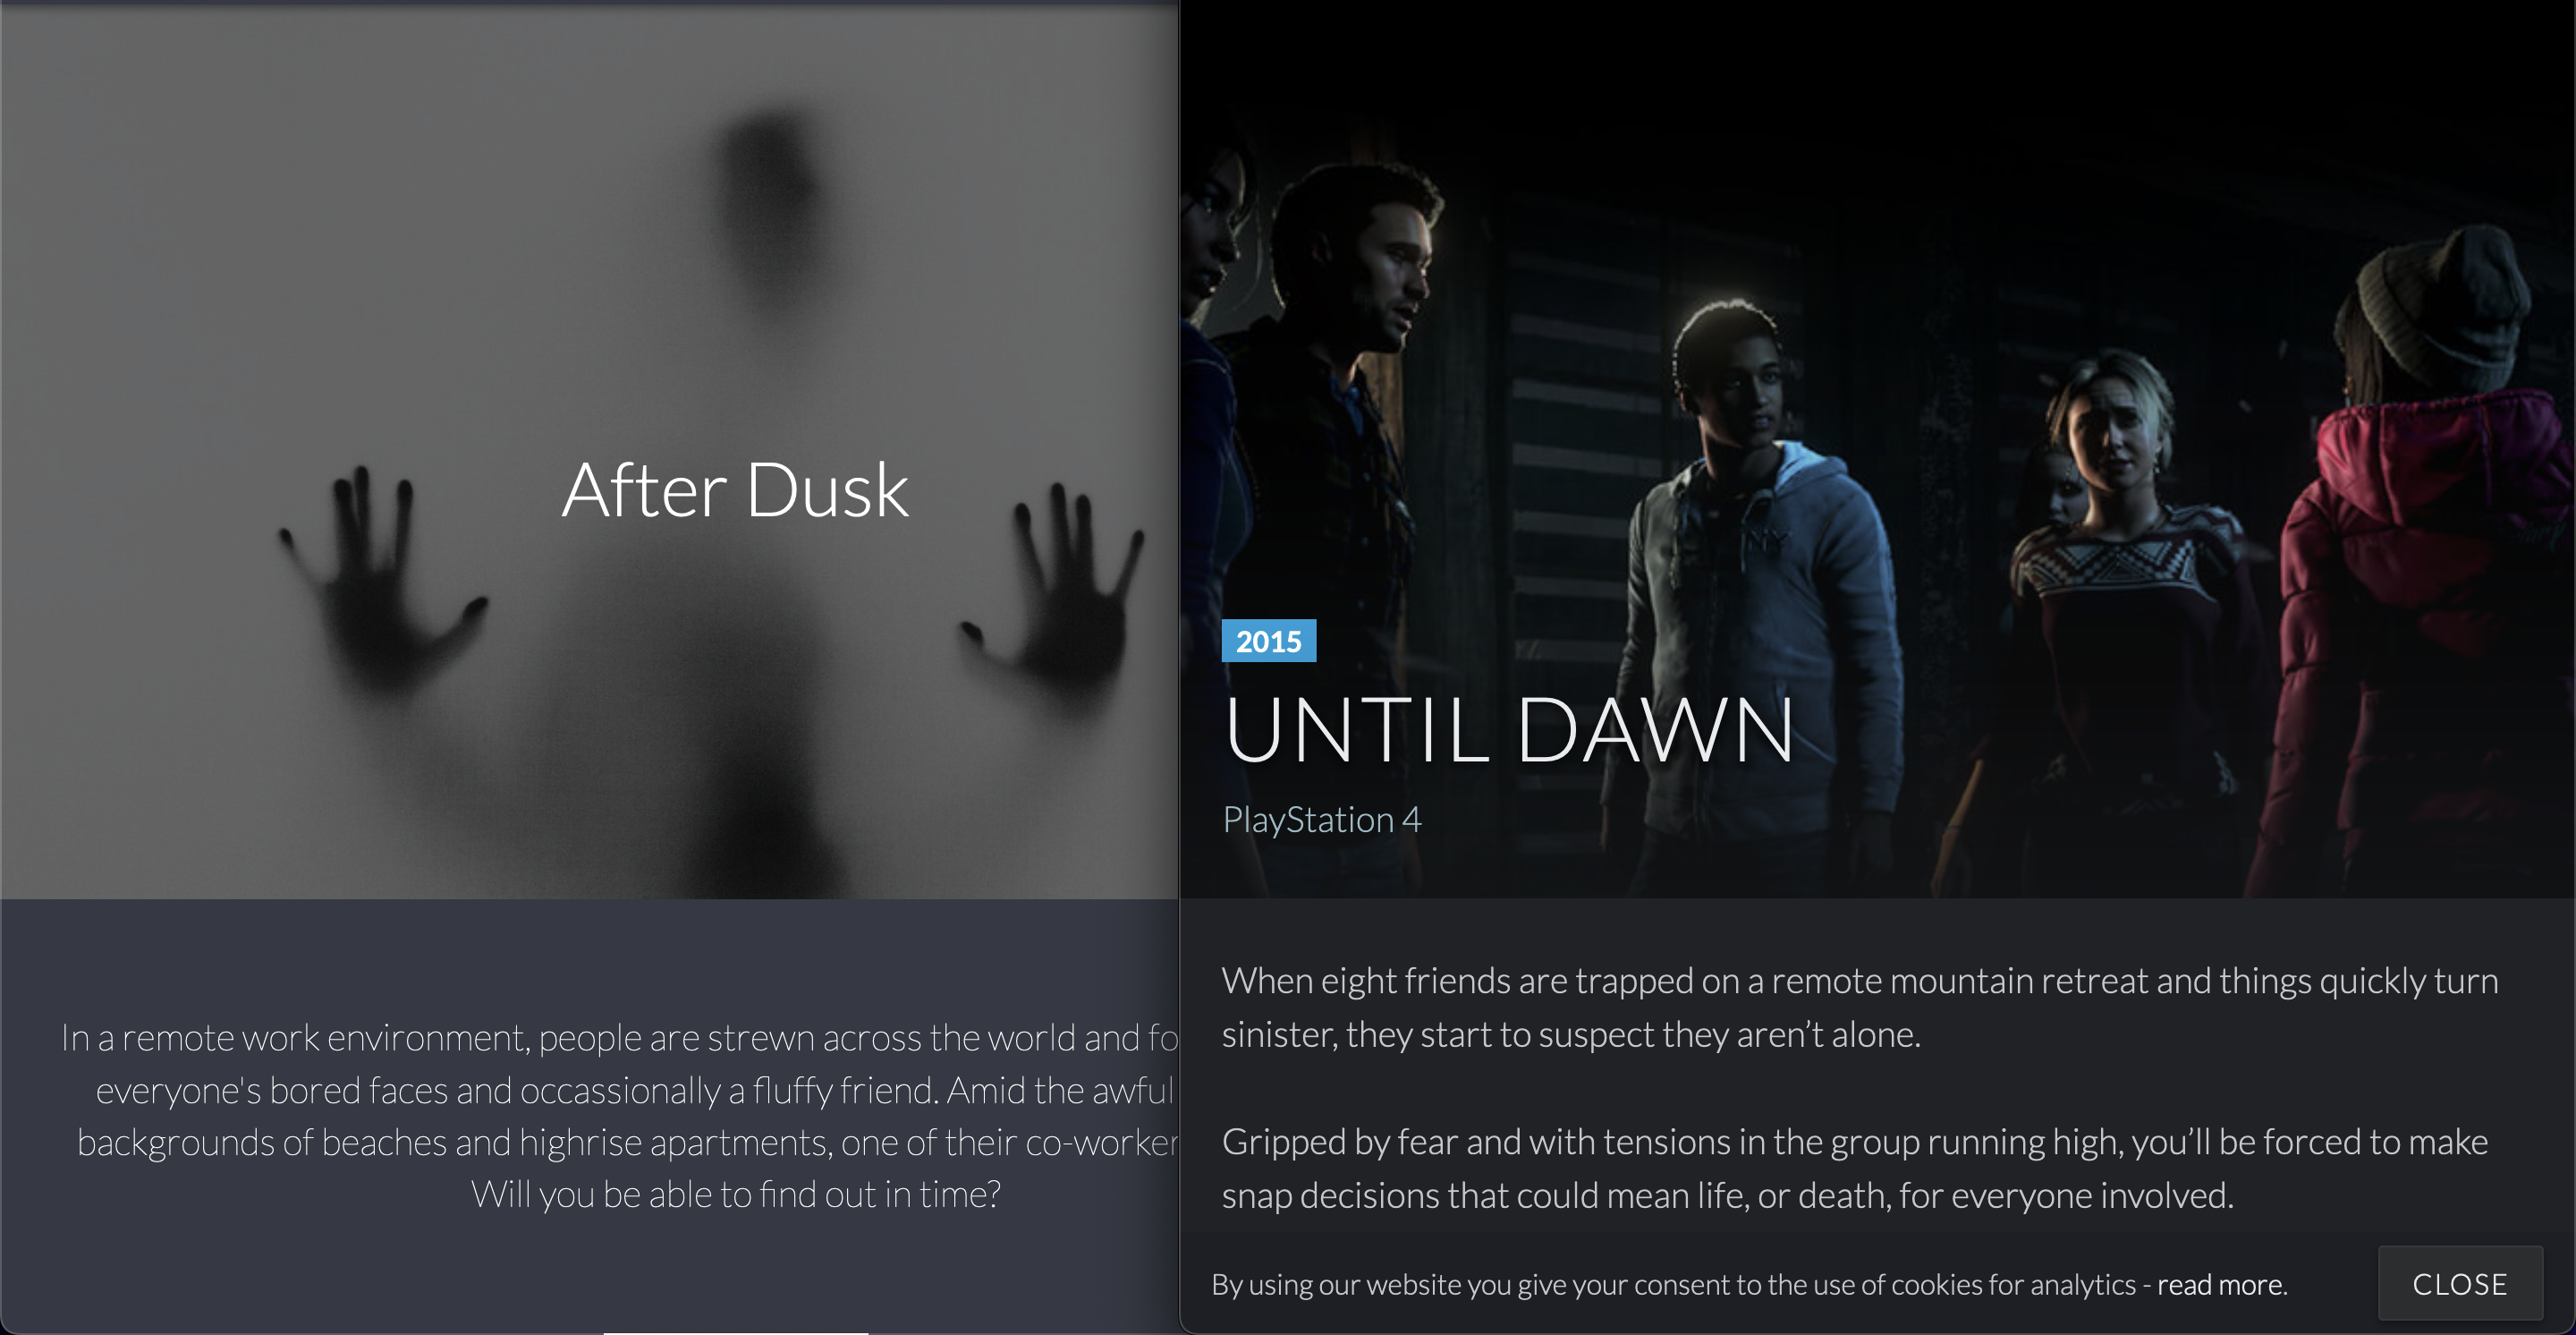 After Dusk
In a remote work environment, people are strewn across the world and fo
everyone's bored faces and occassionally a fluffy friend. Amid the awful
backgrounds of beaches and highrise apartments, one of their co-worker
Will you be able to find out in time?
2015
UNTIL DAWN
PlayStation 4
When eight friends are trapped on a remote mountain retreat and things quickly turn
sinister, they start to suspect they aren’t alone.
Gripped by fear and with tensions in the group running high, you’ll be forced to make
snap decisions that could mean life, or death, for everyone involved.
By using our website you give your consent to the use of cookies for analytics - read more.
CLOSE
NY